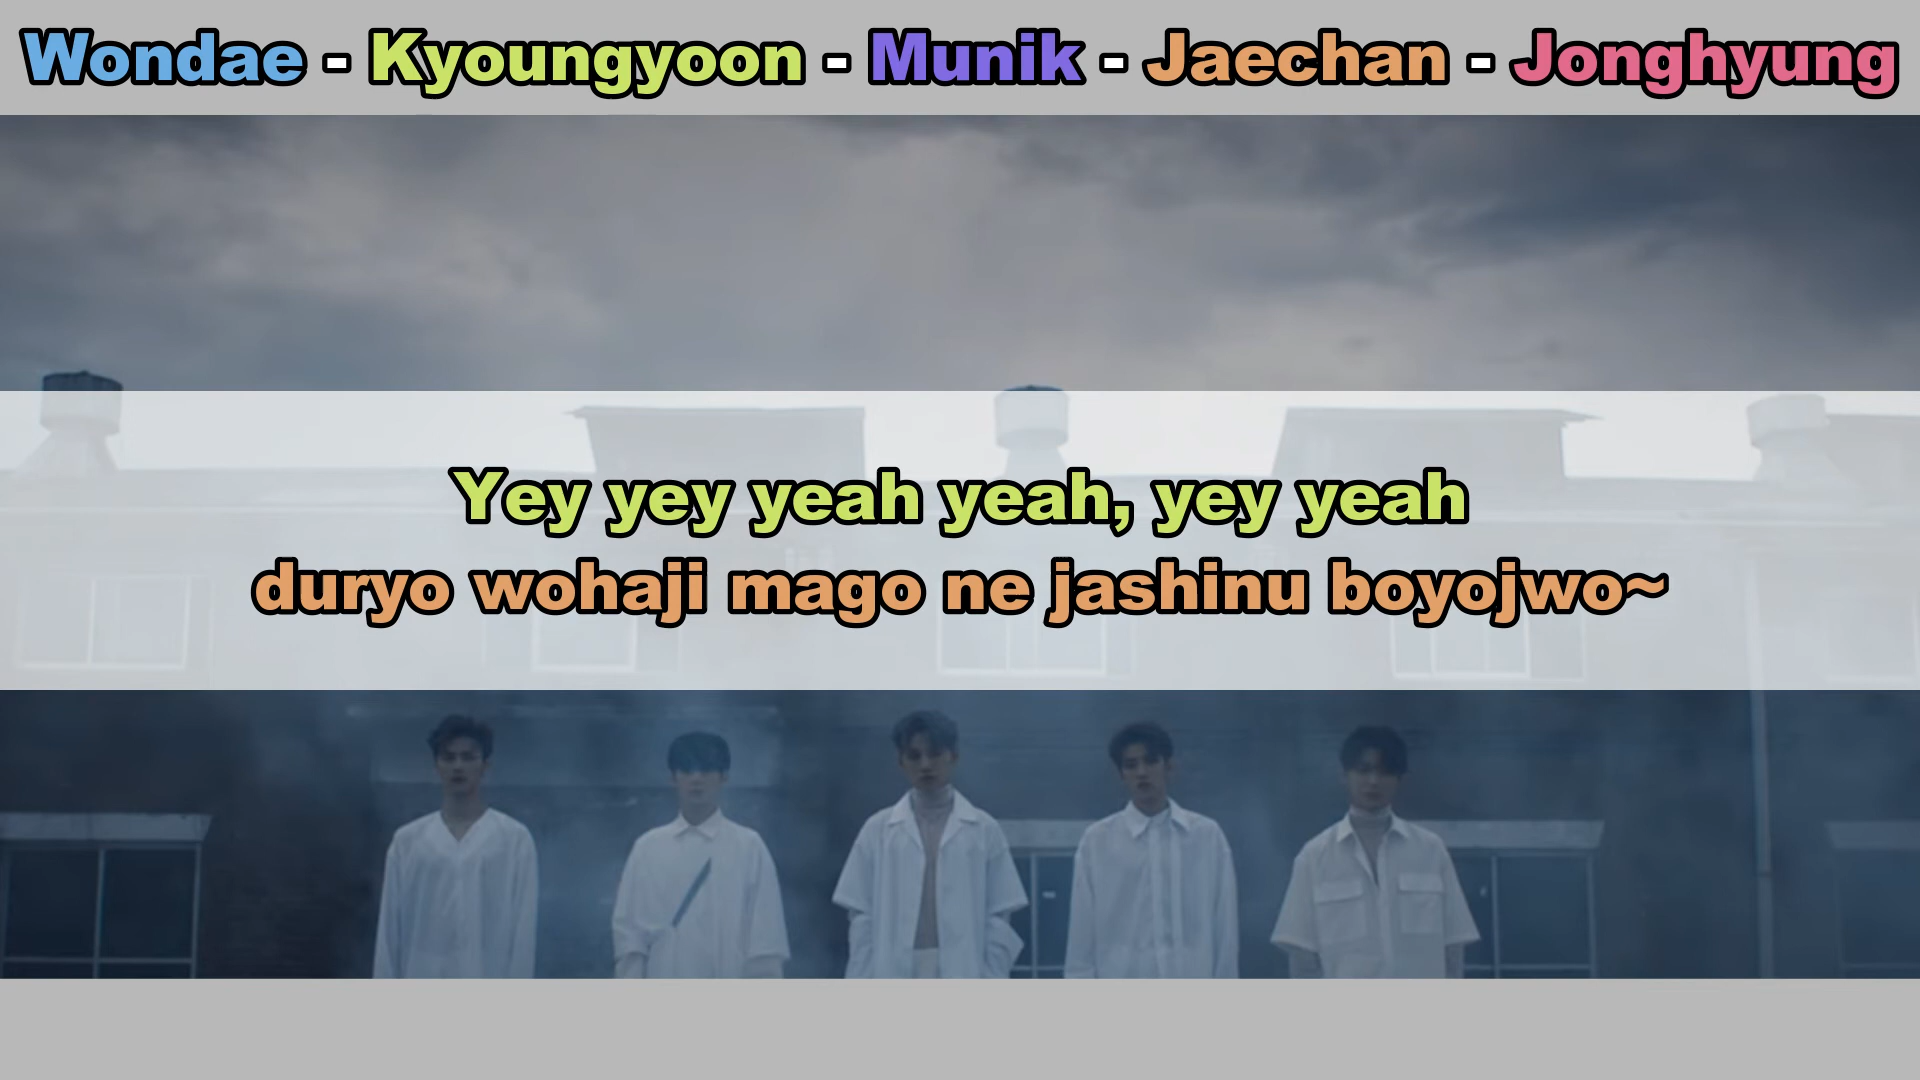 Wondae - Kyoungyoon - Munik - Jaechan - Jonghyung
Yey yey yeah yeah, yey yeah
duryo wohaji mago ne jashinu boyojwo~